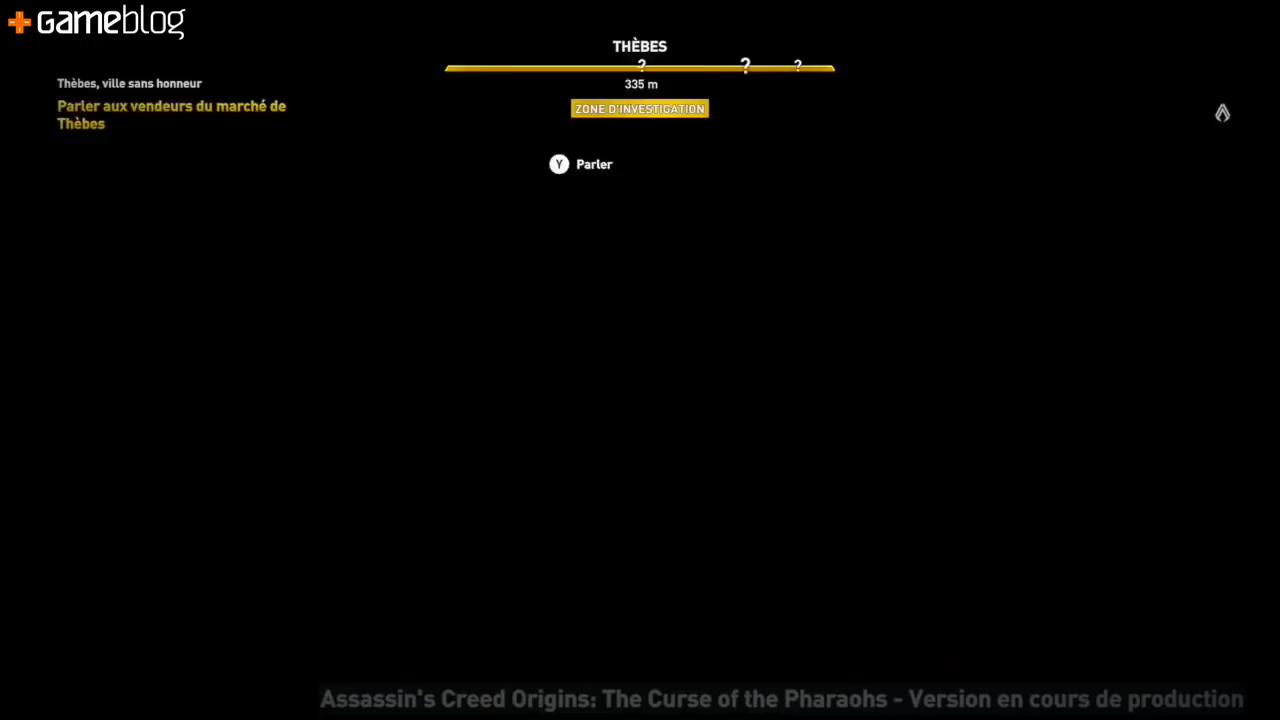 gameblog
THÈBES
? ? ?
335 m
Thèbes, ville sans honneur
Parler aux vendeurs du marché de
Thèbes
ZONE D'INVESTIGATION
Y Parler
Assassin's Creed Origins: The Curse of the Pharaohs - Version en cours de production